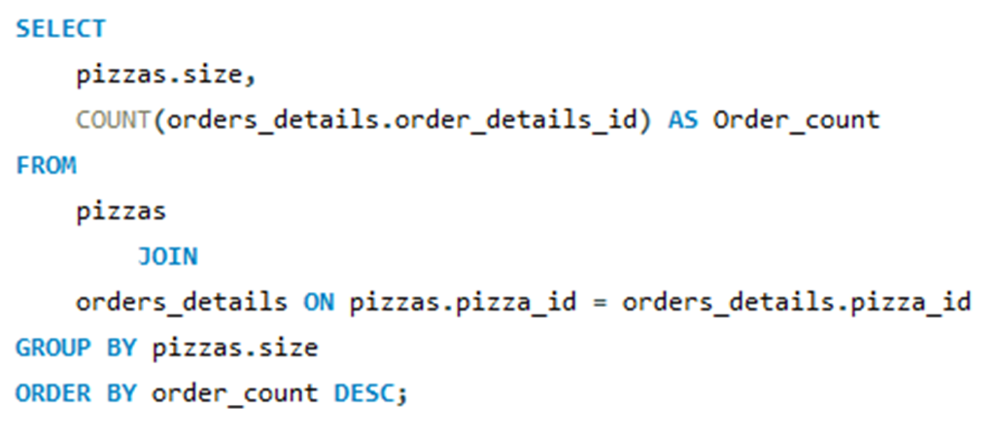 SELECT
pizzas.size,
COUNT(orders_details.order_details_id) AS Order_count
FROM
pizzas
JOIN
orders_details ON pizzas.pizza_id = orders_details.pizza_id
GROUP BY pizzas.size
ORDER BY order_count DESC;